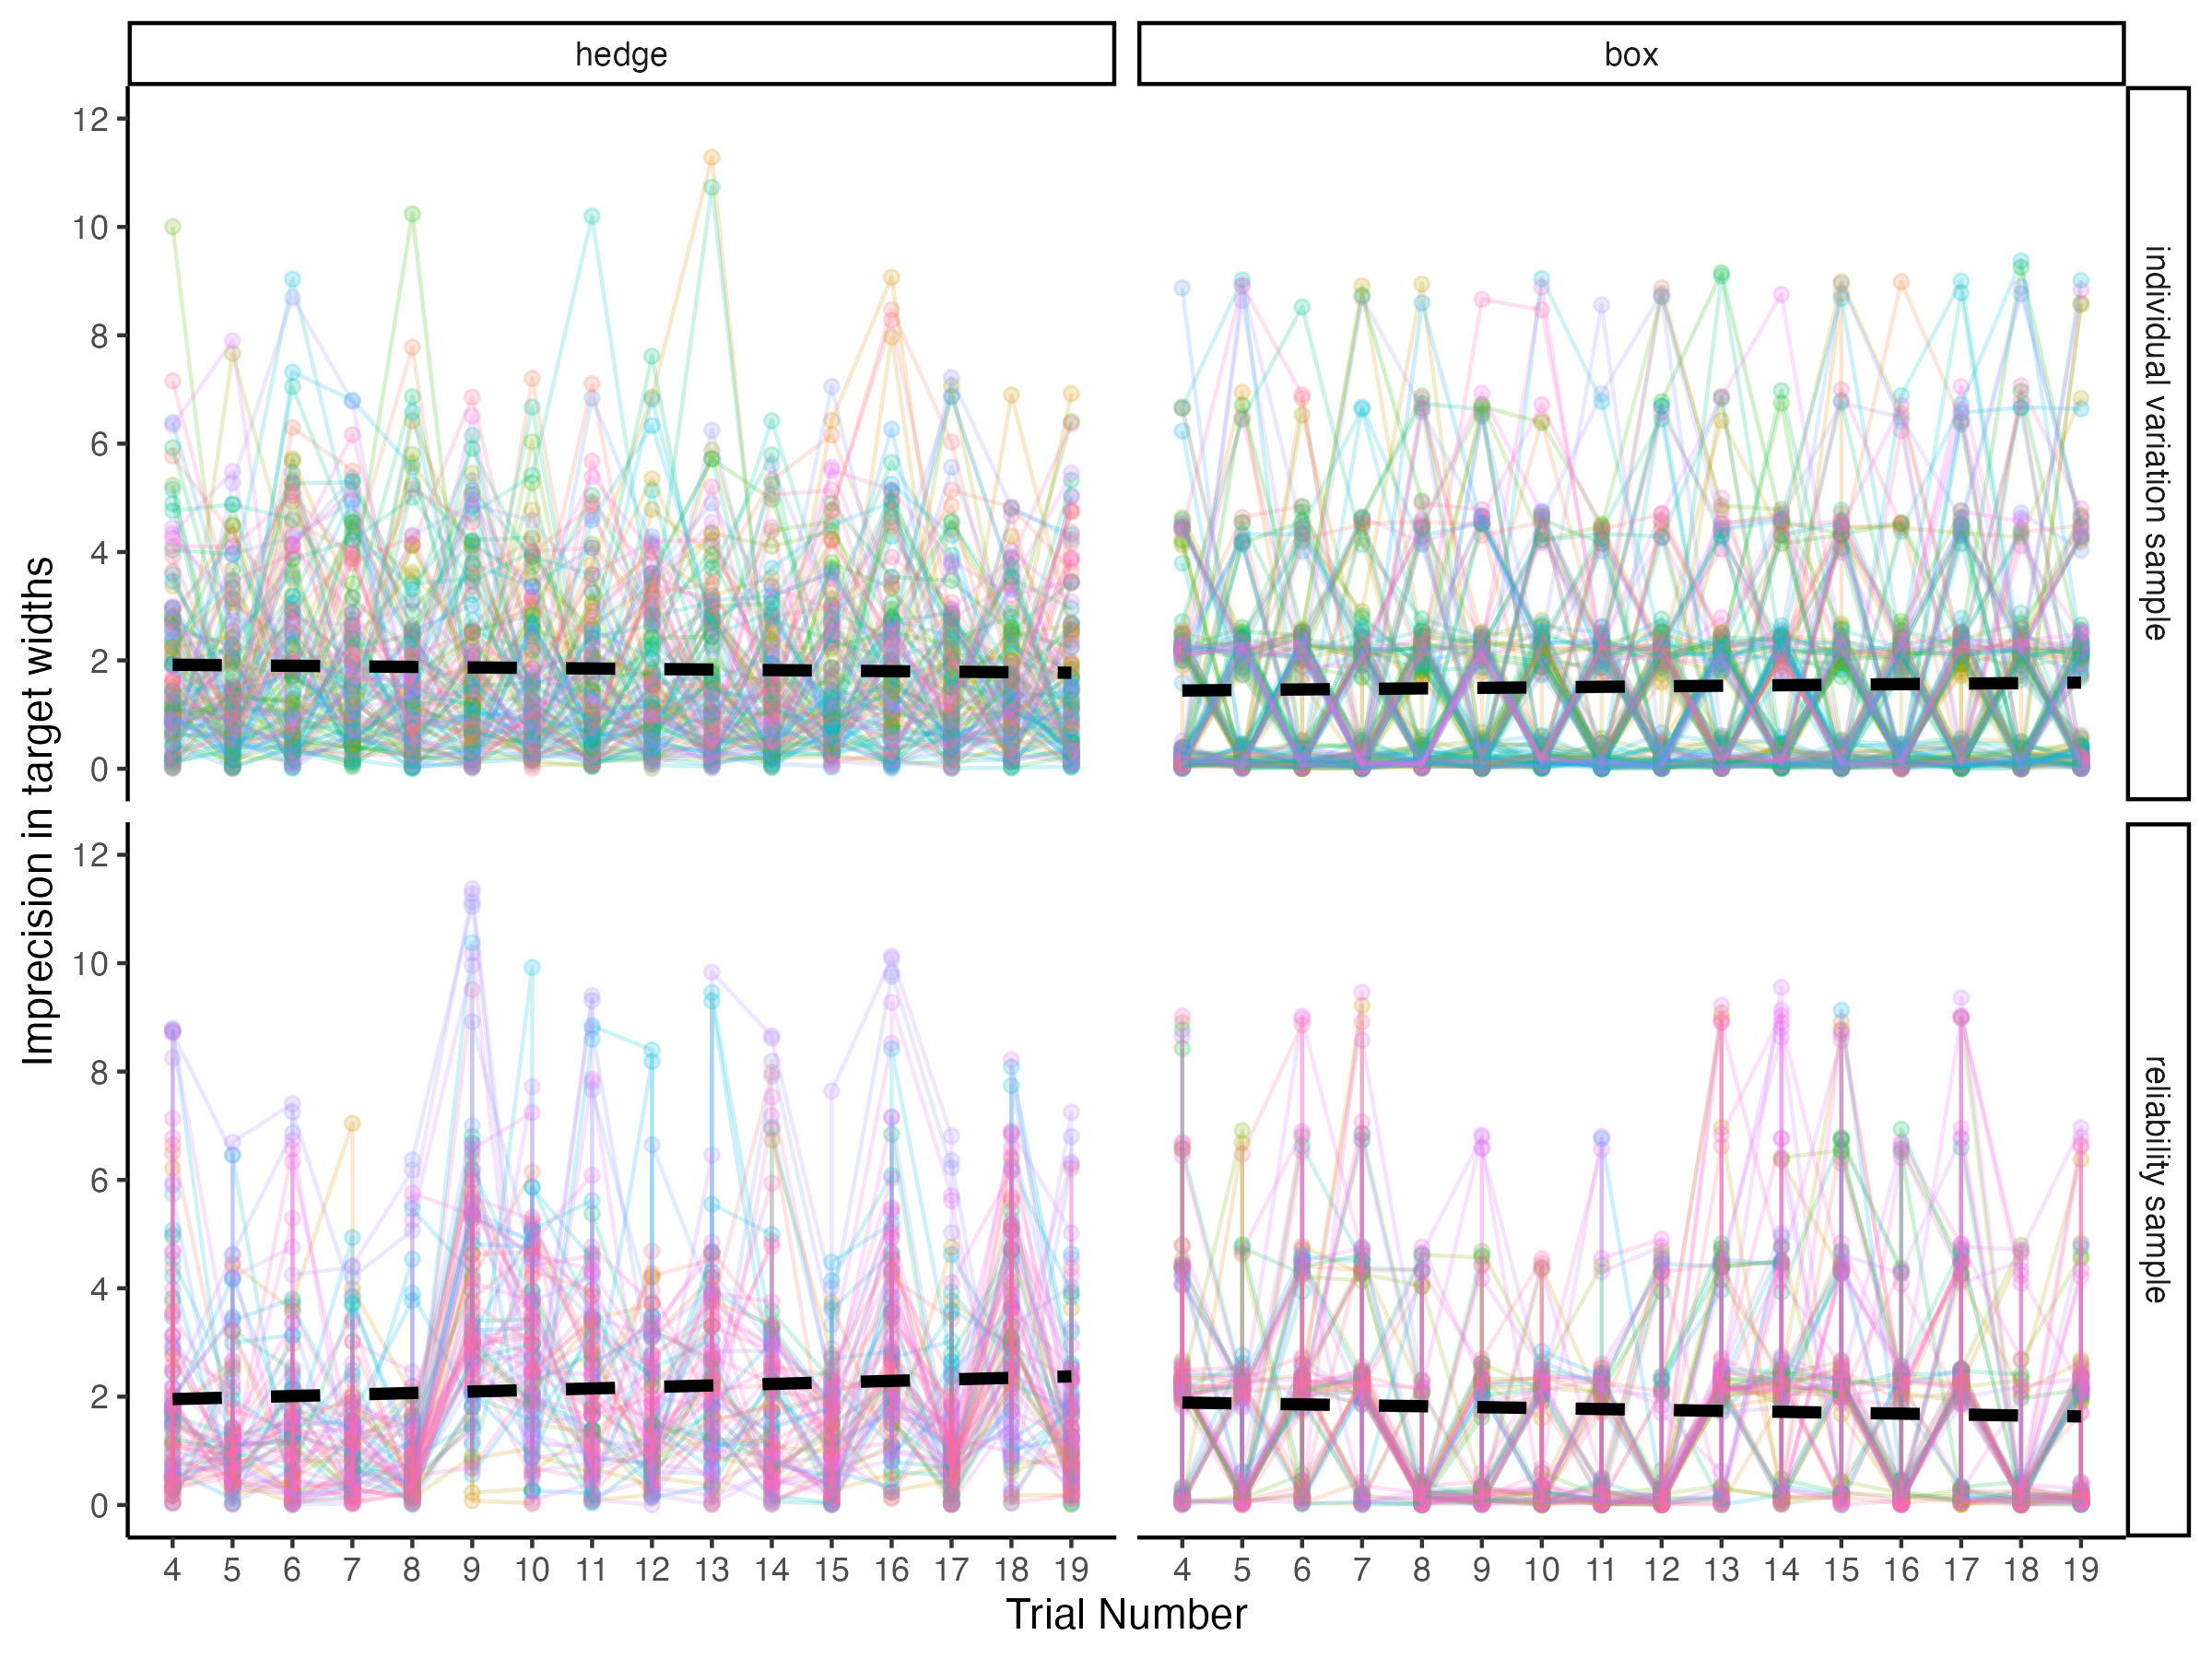 hedge
box
12
10
8
6
4
2
0
individual variation sample
12
10
8
6
4
2
0
reliability sample
Imprecision in target widths
4 5 6 7 8 9 10 11 12 13 14 15 16 17 18 19
4 5 6 7 8 9 10 11 12 13 14 15 16 17 18 19
Trial Number